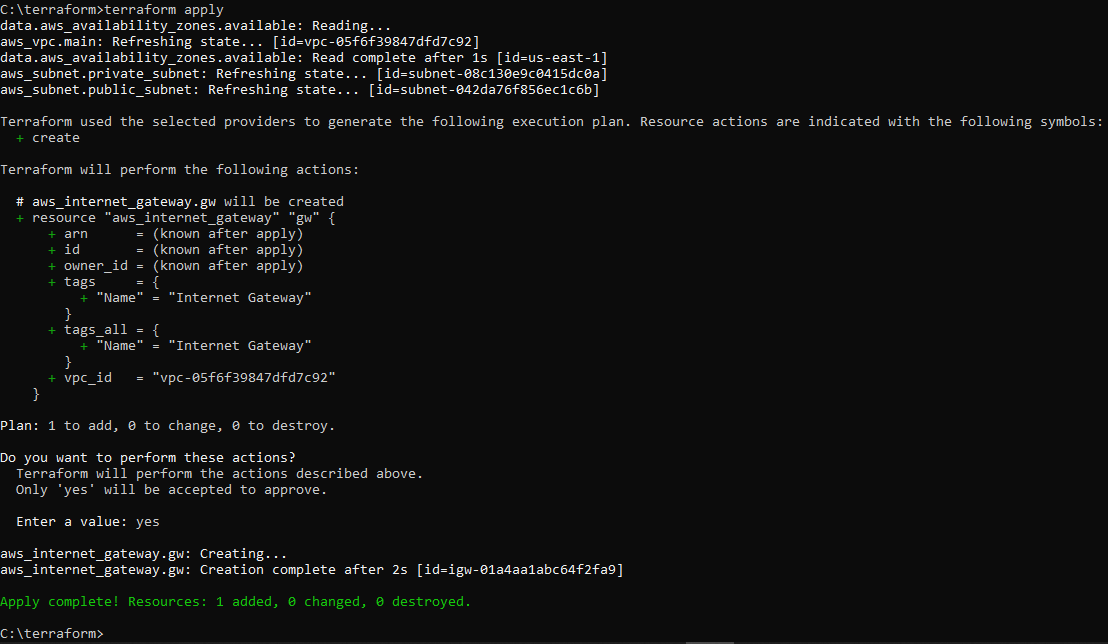 C:\terraform>terraform apply
data.aws_availability_zones.available: Reading...
aws_vpc.main: Refreshing state... [id=vpc-05f6f39847dfd7c92]
data.aws_availability_zones.available: Read complete after 1s [id=us-east-1]
aws_subnet.private_subnet: Refreshing state... [id=subnet-08c130e9c0415dc0a]
aws_subnet.public_subnet: Refreshing state... [id=subnet-042da76f856ec1c6b]

Terraform used the selected providers to generate the following execution plan. Resource actions are indicated with the following symbols:
  + create

Terraform will perform the following actions:

  # aws_internet_gateway.gw will be created
  + resource "aws_internet_gateway" "gw" {
      + arn      = (known after apply)
      + id       = (known after apply)
      + owner_id = (known after apply)
      + tags     = {
          + "Name" = "Internet Gateway"
        }
      + tags_all = {
          + "Name" = "Internet Gateway"
        }
      + vpc_id   = "vpc-05f6f39847dfd7c92"
    }

Plan: 1 to add, 0 to change, 0 to destroy.

Do you want to perform these actions?
  Terraform will perform the actions described above.
  Only 'yes' will be accepted to approve.

  Enter a value: yes

aws_internet_gateway.gw: Creating...
aws_internet_gateway.gw: Creation complete after 2s [id=igw-01a4aa1abc64f2fa9]

Apply complete! Resources: 1 added, 0 changed, 0 destroyed.

C:\terraform>